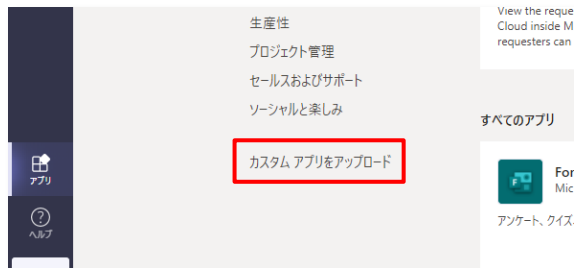 生産性
プロジェクト管理
セールスおよびサポート
ソーシャルと楽しみ
カスタム アプリをアップロード
アプリ
ヘルプ
View the reque
Cloud inside M
requesters can
すべてのアプリ
For
Mic
アンケート、クイズ